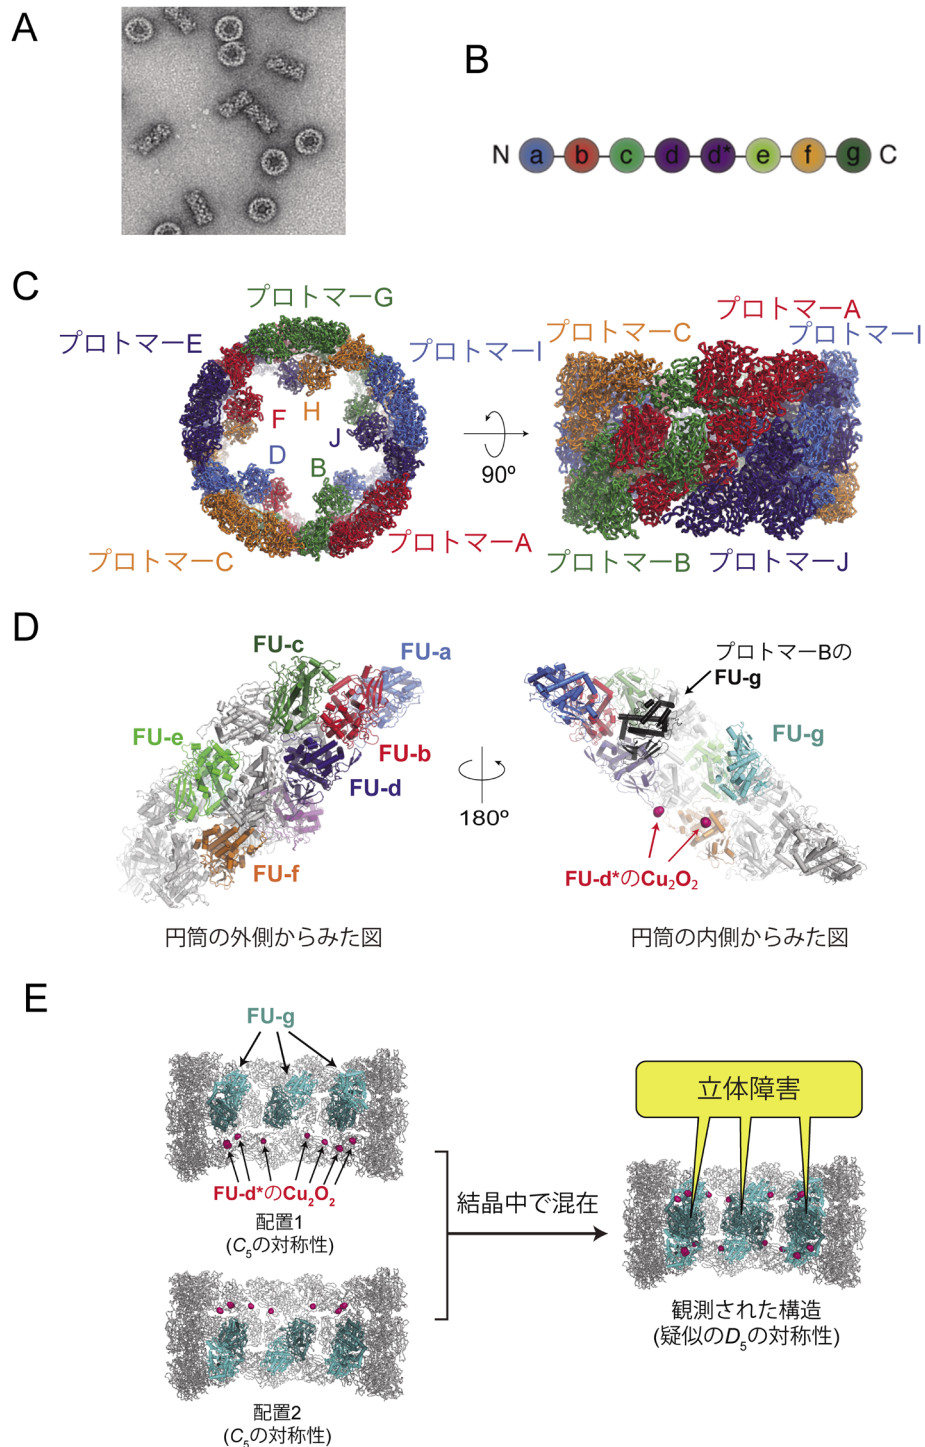 A
B
N a b c d d* e f g C
C
プロトマーG
プロトマーE
プロトマーI
F
H
J
D
B
プロトマーC
プロトマーA
90º
プロトマーA
プロトマーC
プロトマーI
プロトマーB
プロトマーJ
D
FU-c
FU-a
FU-e
FU-b
FU-d
FU-f
180º
プロトマーBの
FU-g
FU-g
FU-d*のCu₂O₂
円筒の外側からみた図
円筒の内側からみた図
E
FU-g
FU-d*のCu₂O₂
配置1
(C₅の対称性)
配置2
(C₅の対称性)
結晶中で混在
立体障害
観測された構造
(疑似のD₅の対称性)